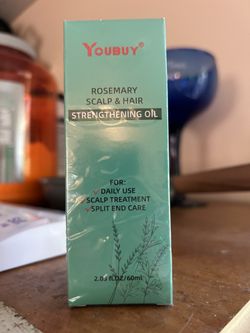 YOUBUY®
ROSEMARY
SCALP & HAIR
STRENGTHENING OIL
FOR:
DAILY USE
SCALP TREATMENT
SPLIT END CARE
2.03 fl.OZ/60ml